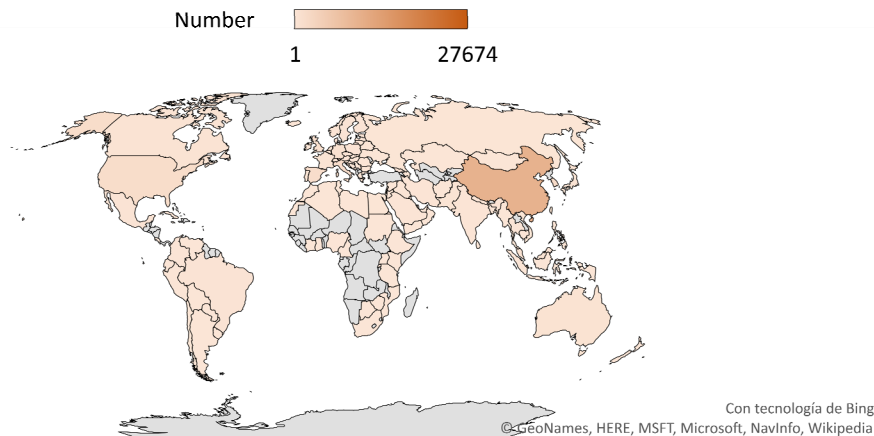 Number
1 27674
Con tecnología de Bing
© GeoNames, HERE, MSFT, Microsoft, NavInfo, Wikipedia